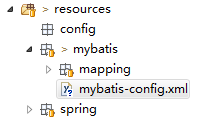 > resources
config
> mybatis
mapping
mybatis-config.xml
spring